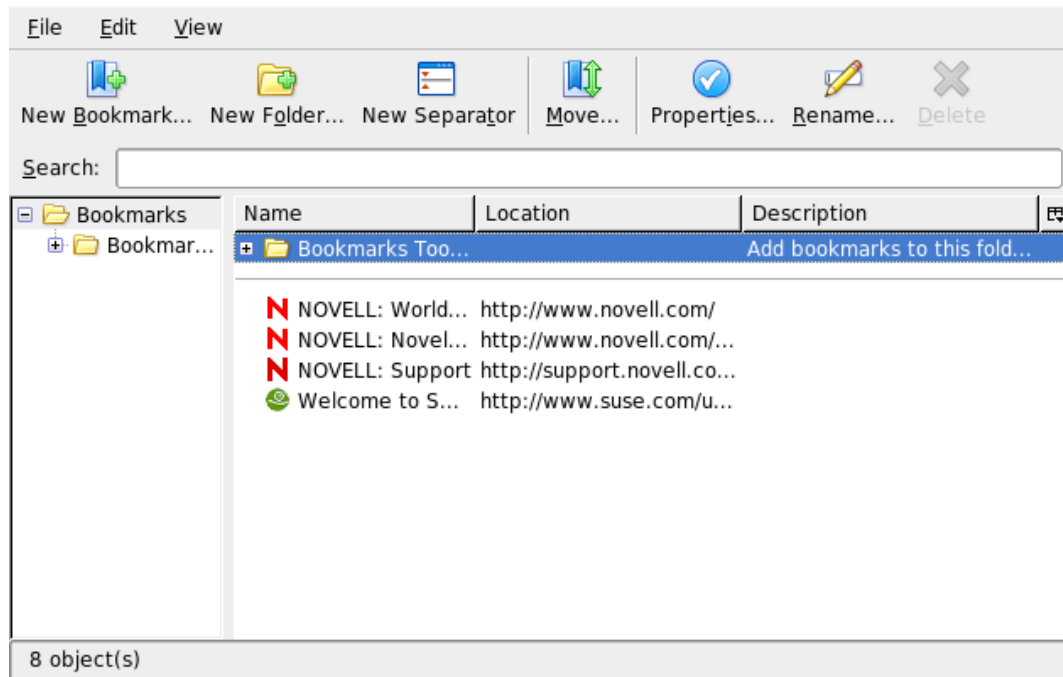 File Edit View
New Bookmark... New Folder... New Separator Move... Properties... Rename... Delete
Search:
Bookmarks Name Location Description
Bookmar... Bookmarks Too... Add bookmarks to this fold...
NOVELL: World... http://www.novell.com/
NOVELL: Novel... http://www.novell.com/...
NOVELL: Support http://support.novell.co...
Welcome to S... http://www.suse.com/u...
8 object(s)